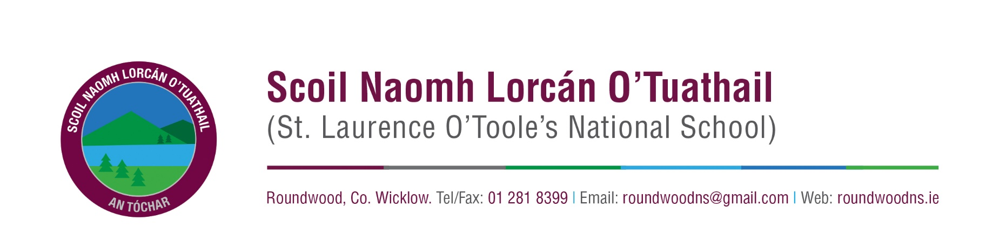 SCOIL NAOMH LORCÁN O'TUATHAIL
AN TÓCHAR
Scoil Naomh Lorcán O'Tuathail
(St. Laurence O'Toole's National School)
Roundwood, Co. Wicklow. Tel/Fax: 01 281 8399 | Email: roundwoodns@gmail.com | Web: roundwoodns.ie